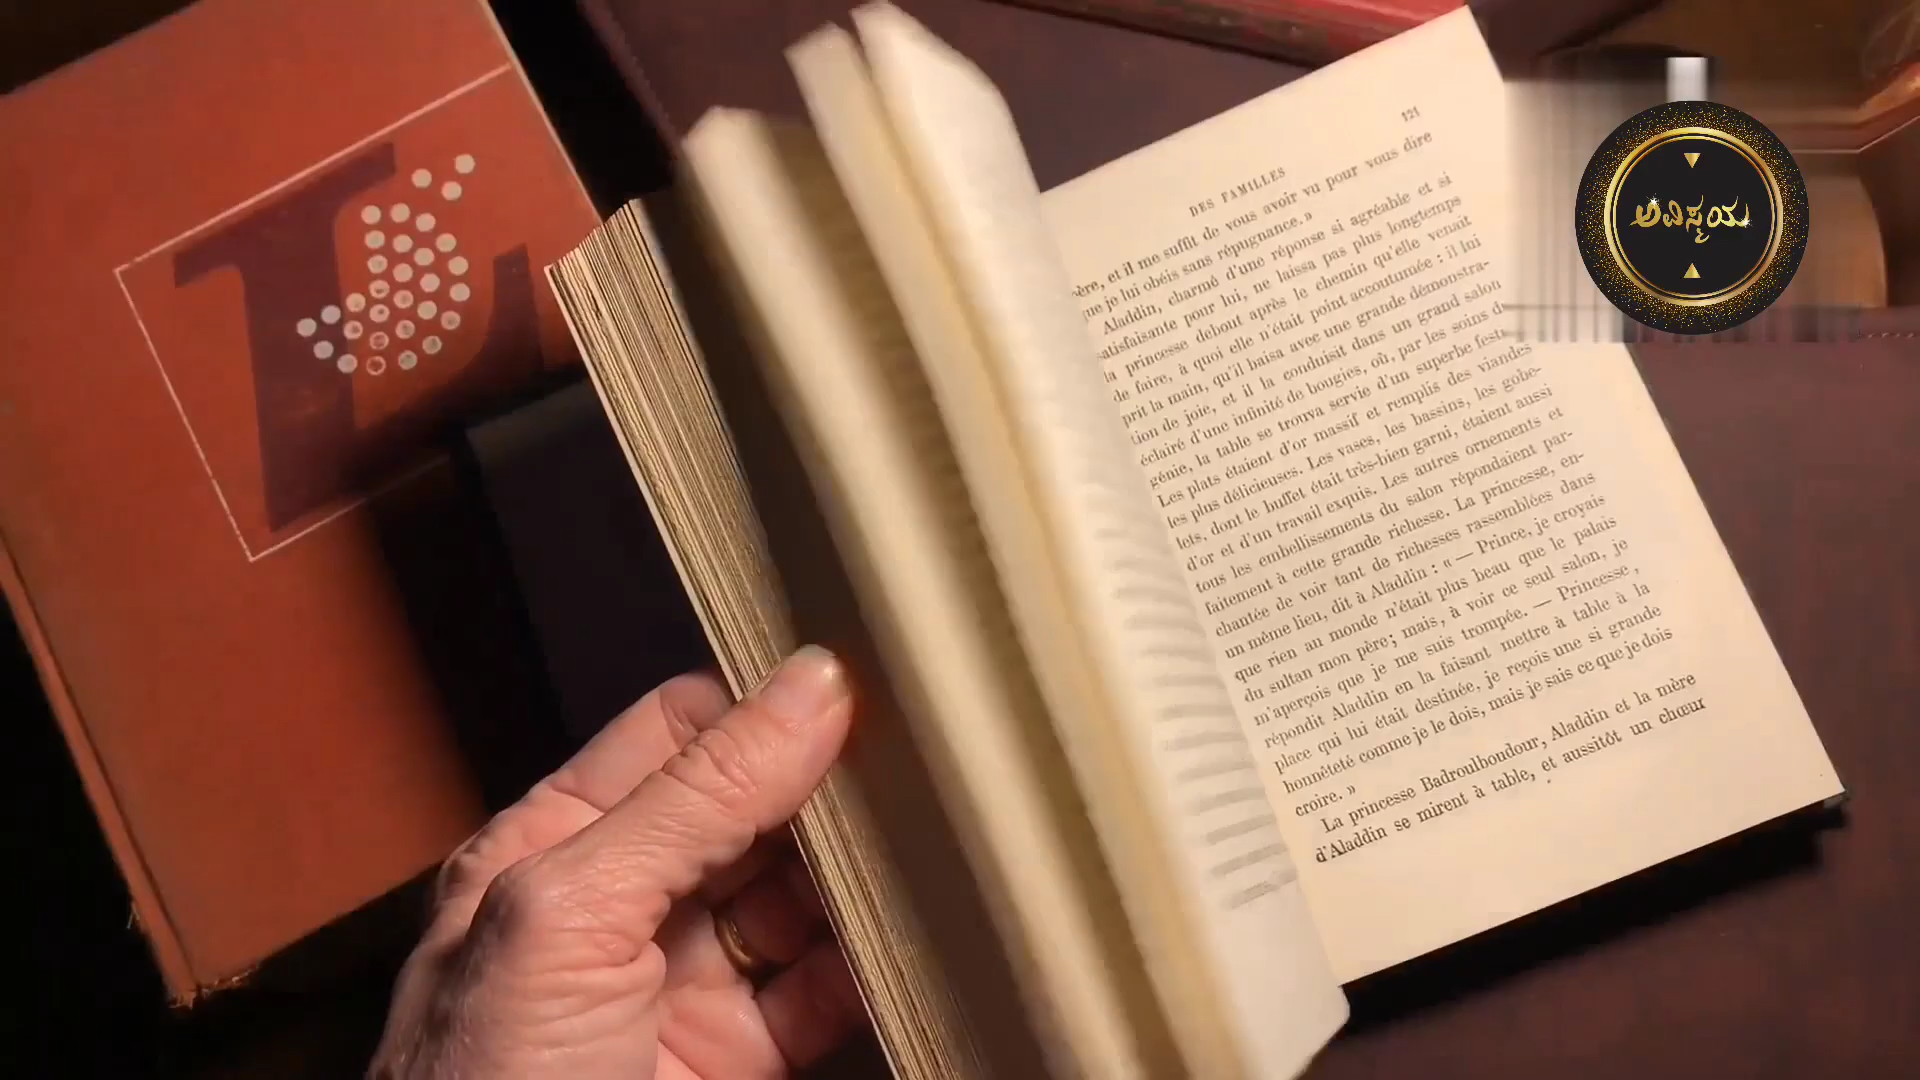 L
121
DES FAMILLES
et il me suffit de vous avoir vu pour vous dire
que je lui obéis sans répugnance. »
Aladdin, charmé d'une réponse si agréable et si
satisfaisante pour lui, ne laissa pas plus longtemps
la princesse debout après le chemin qu'elle venait
de faire, à quoi elle n'était point accoutumée : il lui
prit la main, qu'il baisa avec une grande démonstra-
tion de joie, et il la conduisit dans un grand salon
éclairé d'une infinité de bougies, où, par les soins
génie, la table se trouva servie d'un superbe
Les plats étaient d'or massif et remplis des viandes
les plus délicieuses. Les vases, les bassins, les gobe-
lets, dont le buffet était très-bien garni, étaient aussi
d'or et d'un travail exquis. Les autres ornements et
tous les embellissements du salon répondaient par-
faitement à cette grande richesse. La princesse, en-
chantée de voir tant de richesses rassemblées dans
un même lieu, dit à Aladdin : « — Prince, je croyais
que rien au monde n'était plus beau que le palais
du sultan mon père; mais, à voir ce seul salon, je
m'aperçois que je me suis trompée. — Princesse,
répondit Aladdin en la faisant mettre à table à la
place qui lui était destinée, je reçois une si grande
honnêteté comme je le dois, mais je sais ce que je dois
croire. »
La princesse Badroulboudour, Aladdin et la mère
d'Aladdin se mirent à table, et aussitôt un chœur
ಅವಿಸ್ಮಯ